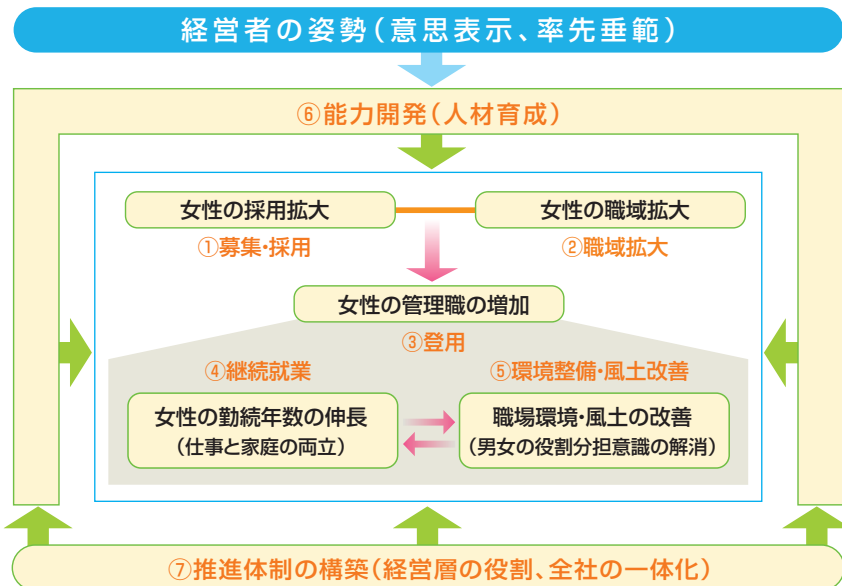 経営者の姿勢(意思表示、率先垂範)
⑥能力開発(人材育成)
女性の採用拡大
女性の職域拡大
①募集・採用
②職域拡大
女性の管理職の増加
③登用
④継続就業
⑤環境整備・風土改善
女性の勤続年数の伸長
(仕事と家庭の両立)
職場環境・風土の改善
(男女の役割分担意識の解消)
⑦推進体制の構築(経営層の役割、全社の一体化)